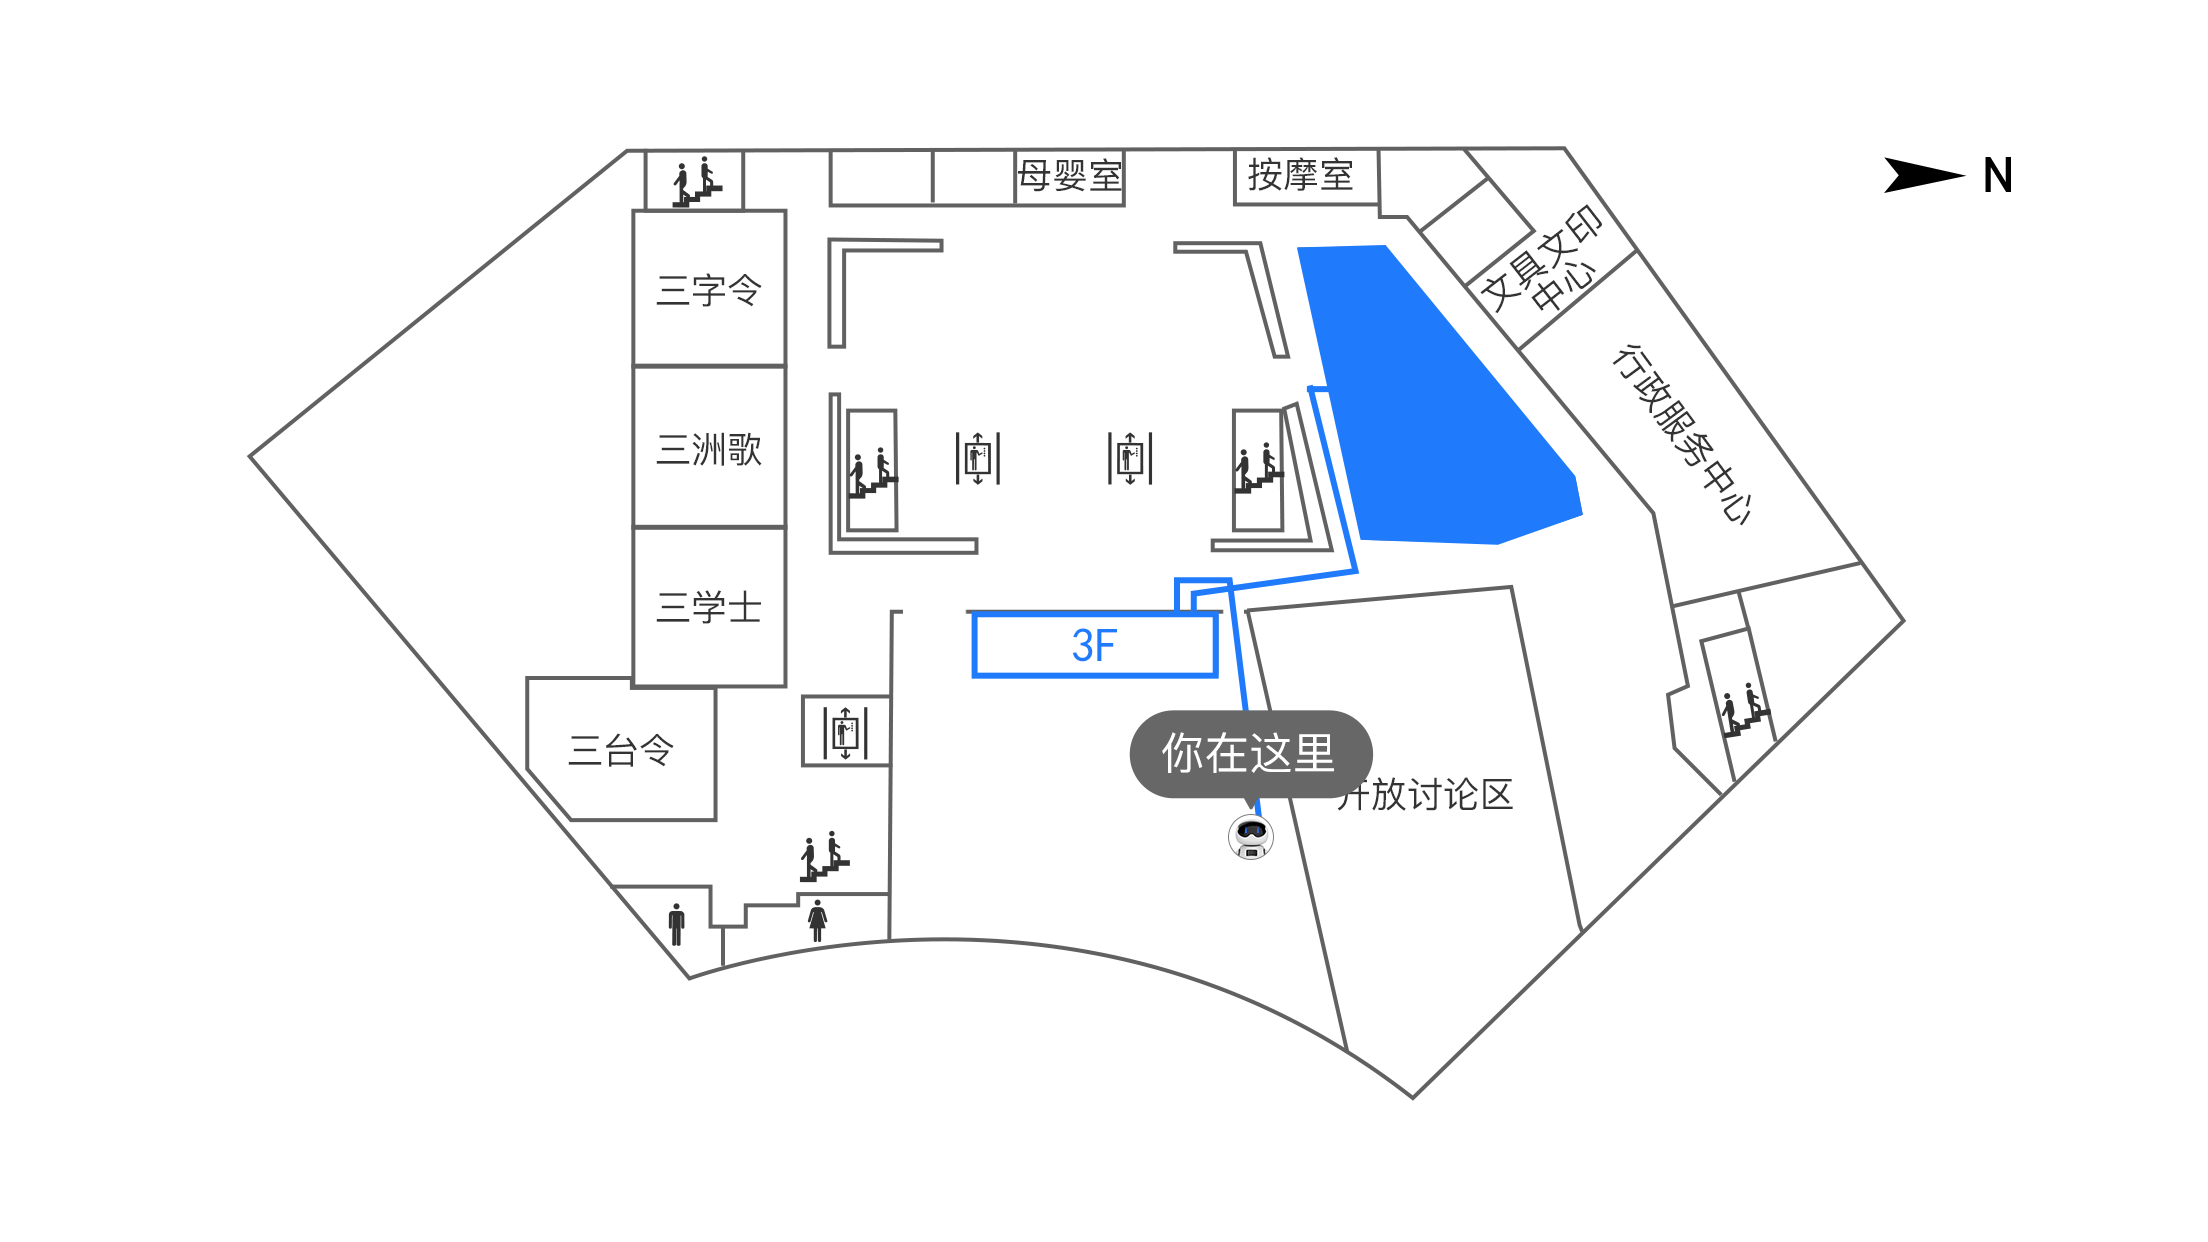 母婴室
按摩室
N
文具文印
中心
三字令
行政服务中心
三洲歌
三学士
3F
三台令
你在这里
开放讨论区